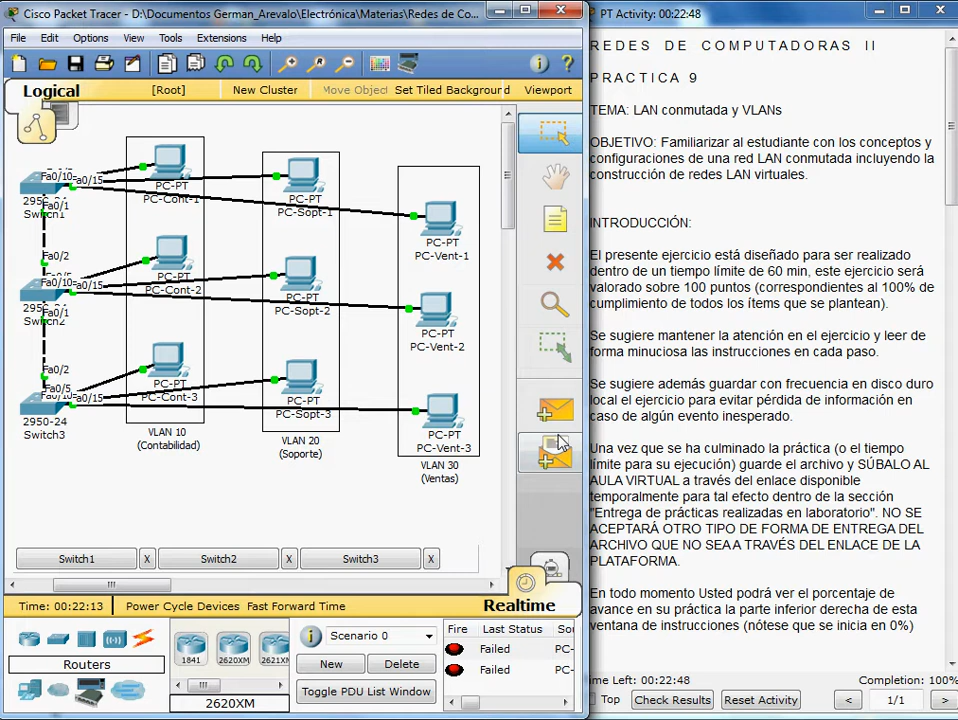 Cisco Packet Tracer - D:\Documentos German_Arevalo\Electrónica\Materias\Redes de Co...
File Edit Options View Tools Extensions Help
Logical [Root] New Cluster Move Object Set Tiled Background Viewport
Fa0/10 Fa0/15
2950-24
Switch1
Fa0/1
PC-PT
PC-Cont-1
PC-PT
PC-Sopt-1
PC-PT
PC-Vent-1
Fa0/2
Fa0/10 Fa0/15
Fa0/1
PC-PT
PC-Cont-2
PC-PT
PC-Sopt-2
PC-PT
PC-Vent-2
Fa0/2
Fa0/5
Fa0/10 Fa0/15
2950-24
Switch3
PC-PT
PC-Cont-3
PC-PT
PC-Sopt-3
PC-PT
PC-Vent-3
VLAN 10
(Contabilidad)
VLAN 20
(Soporte)
VLAN 30
(Ventas)
Switch1 X Switch2 X Switch3 X
Time: 00:22:13 Power Cycle Devices Fast Forward Time Realtime
Routers
1841 2620XM 2621XM
2620XM
Scenario 0
New Delete
Toggle PDU List Window
Fire Last Status Sou
Failed PC-
Failed PC-
PT Activity: 00:22:48
REDES DE COMPUTADORAS II
PRACTICA 9
TEMA: LAN conmutada y VLANs
OBJETIVO: Familiarizar al estudiante con los conceptos y
configuraciones de una red LAN conmutada incluyendo la
construcción de redes LAN virtuales.
INTRODUCCIÓN:
El presente ejercicio está diseñado para ser realizado
dentro de un tiempo límite de 60 min, este ejercicio será
valorado sobre 100 puntos (correspondientes al 100% de
cumplimiento de todos los ítems que se plantean).
Se sugiere mantener la atención en el ejercicio y leer de
forma minuciosa las instrucciones en cada paso.
Se sugiere además guardar con frecuencia en disco duro
local el ejercicio para evitar pérdida de información en
caso de algún evento inesperado.
Una vez que se ha culminado la práctica (o el tiempo
límite para su ejecución) guarde el archivo y SÚBALO AL
AULA VIRTUAL a través del enlace disponible
temporalmente para tal efecto dentro de la sección
"Entrega de prácticas realizadas en laboratorio". NO SE
ACEPTARÁ OTRO TIPO DE FORMA DE ENTREGA DEL
ARCHIVO QUE NO SEA A TRAVÉS DEL ENLACE DE LA
PLATAFORMA.
En todo momento Usted podrá ver el porcentaje de
avance en su práctica la parte inferior derecha de esta
ventana de instrucciones (nótese que se inicia en 0%)
Time Left: 00:22:48 Completion: 100%
Top Check Results Reset Activity < 1/1 >